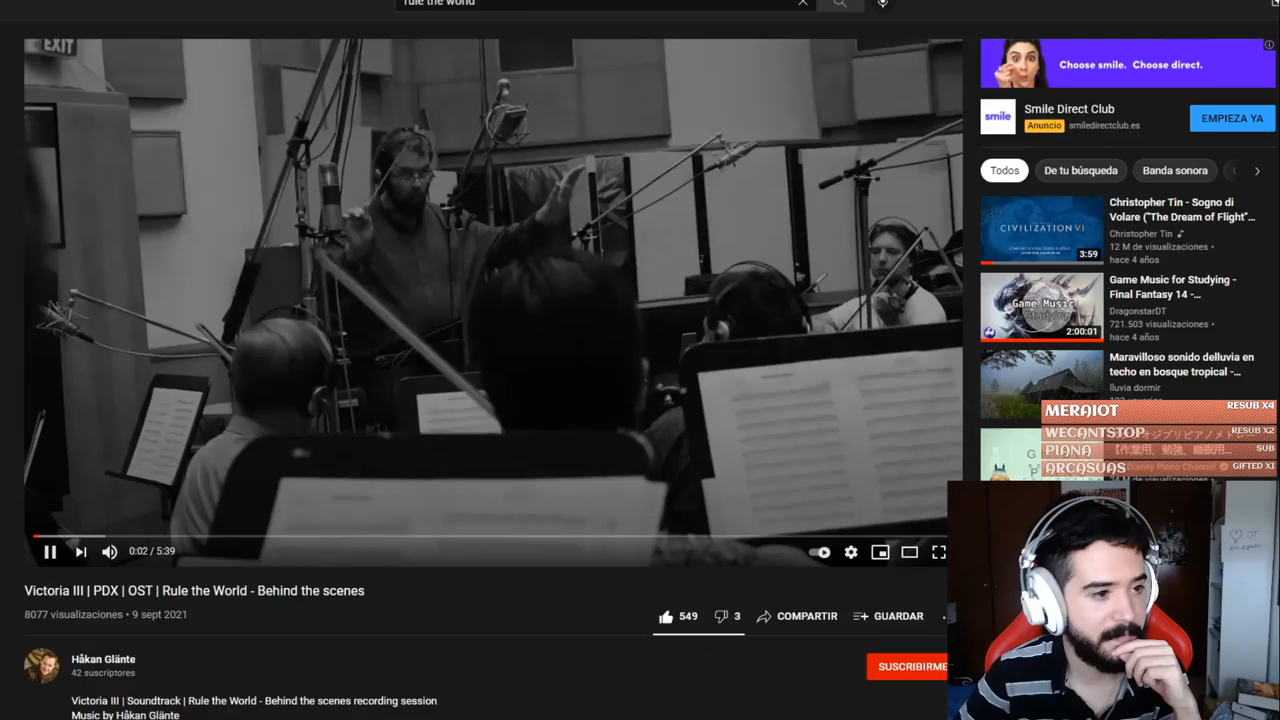 rule the world
EXIT
Choose smile. Choose direct.
smile
Smile Direct Club
Anuncio smiledirectclub.es
EMPIEZA YA
Todos
De tu búsqueda
Banda sonora
CIVILIZATION VI
3:59
Christopher Tin - Sogno di
Volare ("The Dream of Flight"...
Christopher Tin
12 M de visualizaciones •
hace 4 años
Game Music for
Studying
2:00:01
Game Music for Studying -
Final Fantasy 14 -...
DragonstarDT
721.503 visualizaciones •
hace 4 años
Maravilloso sonido delluvia en
techo en bosque tropical -...
lluvia dormir
MERAIOT RESUB X4
WECANTSTOP RESUB X2
PIANA SUB
ARCASUAS GIFTED X1
0:02 / 5:39
Victoria III | PDX | OST | Rule the World - Behind the scenes
8077 visualizaciones • 9 sept 2021
549
3
COMPARTIR
GUARDAR
Håkan Glänte
42 suscriptores
SUSCRIBIRME
Victoria III | Soundtrack | Rule the World - Behind the scenes recording session
Music by Håkan Glänte